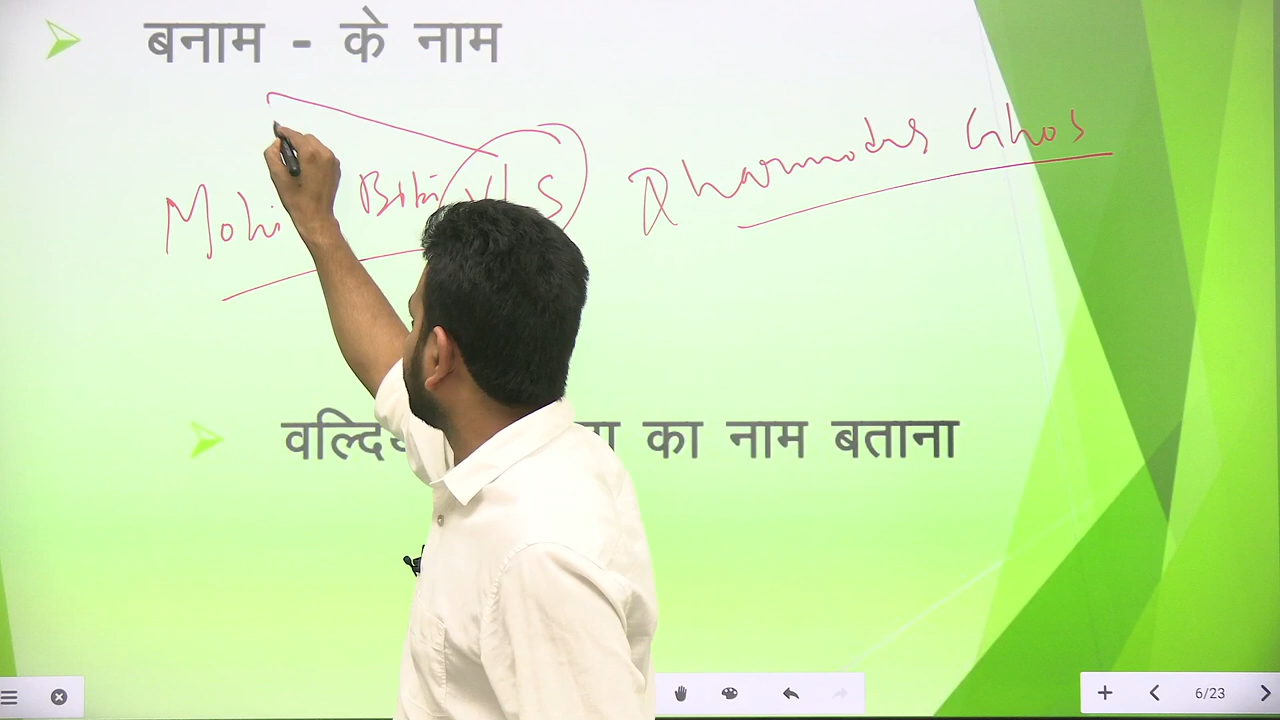 बनाम - के नाम
Mohi Bibi V/S Dharmodas Ghos
का नाम बताना
6/23